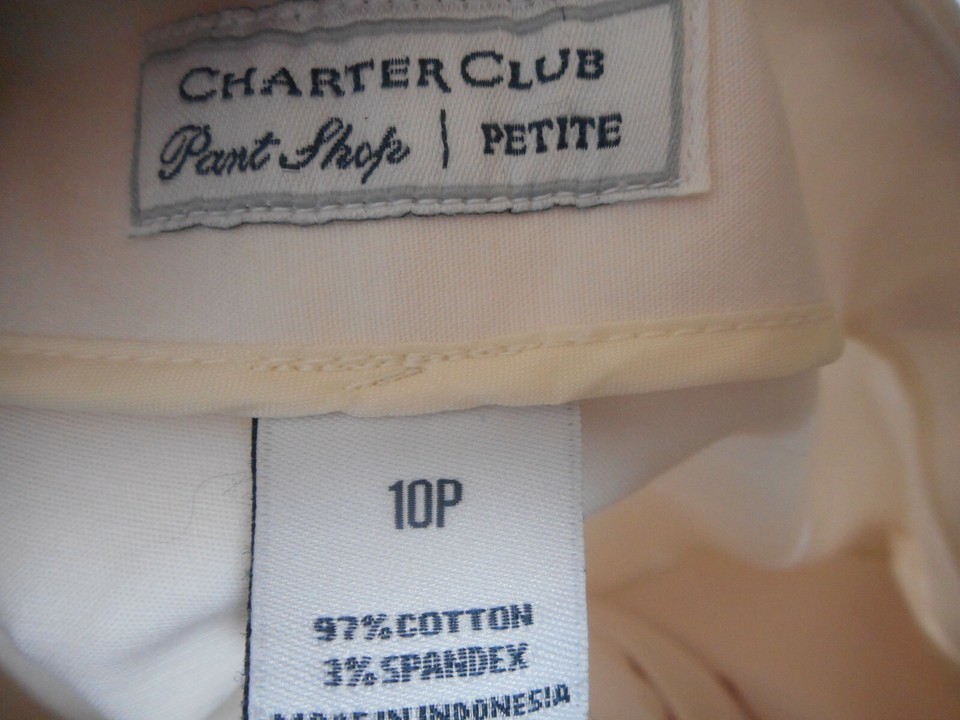 CHARTER CLUB
Pant Shop | PETITE
10P
97% COTTON
3% SPANDEX
MADE IN INDONESIA